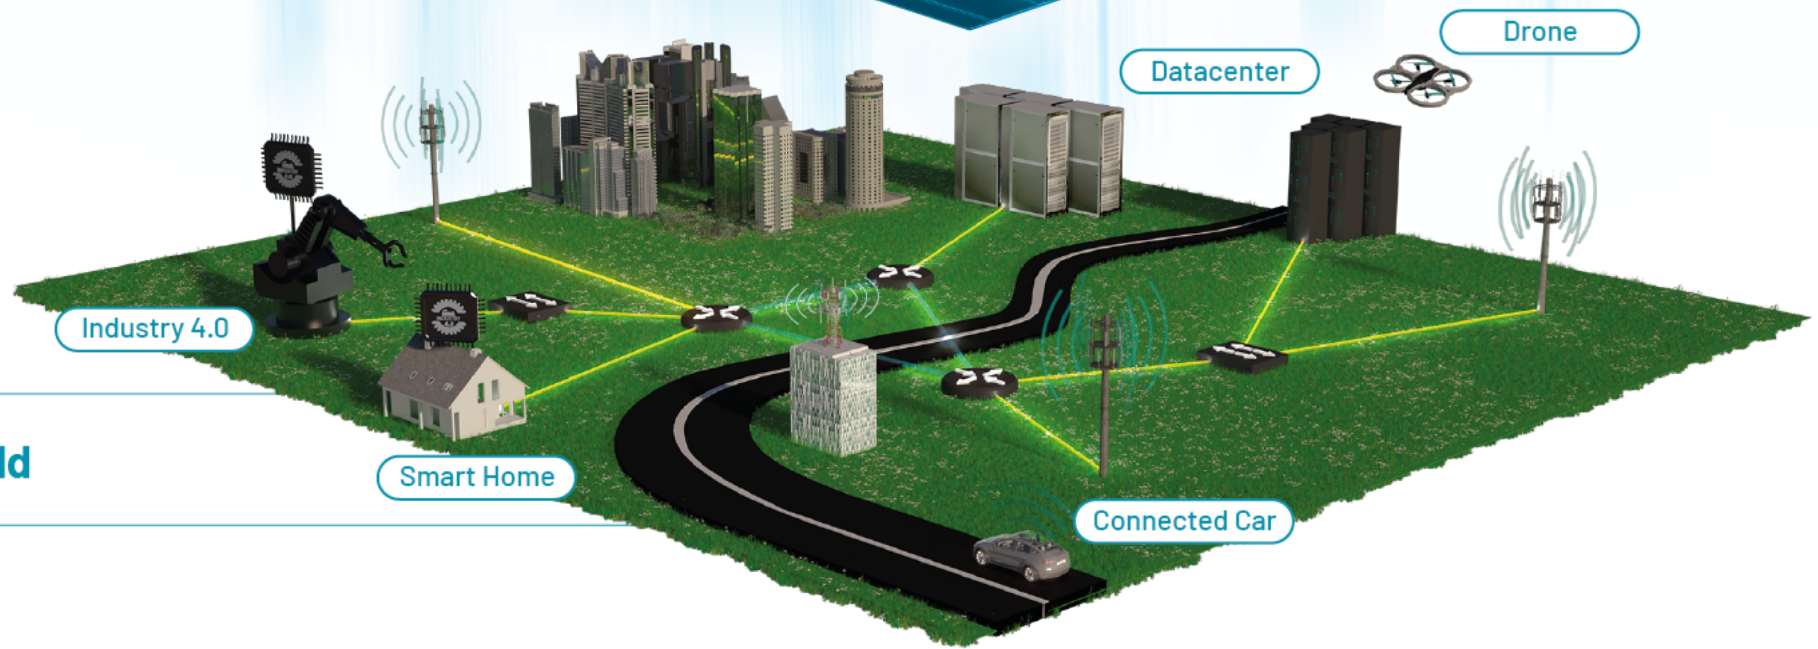 Drone
Datacenter
Industry 4.0
ld
Smart Home
Connected Car